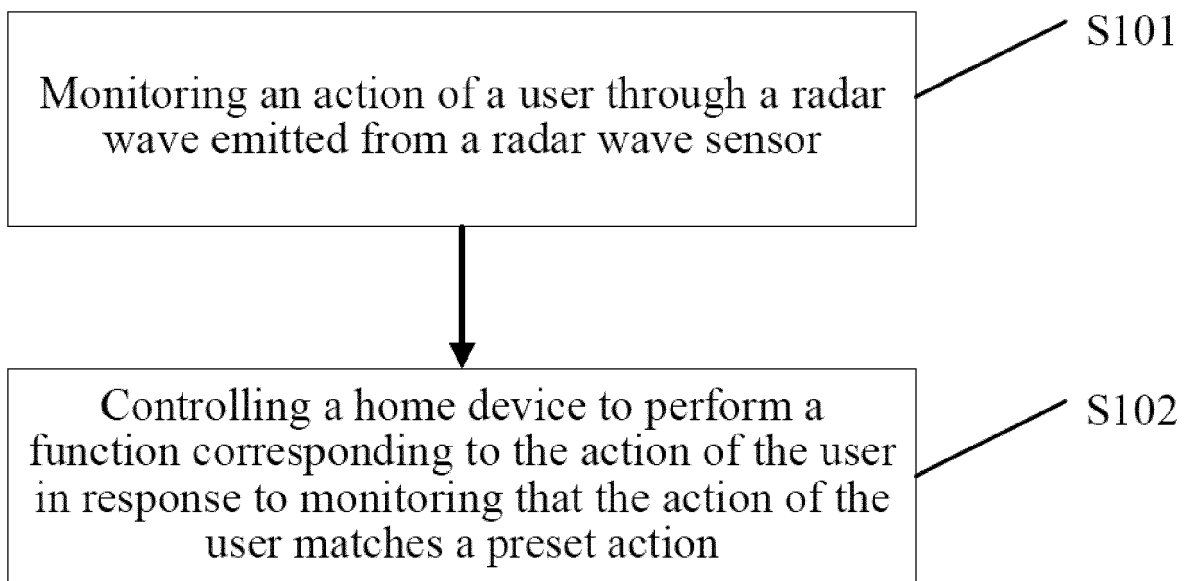 S101
Monitoring an action of a user through a radar
wave emitted from a radar wave sensor
Controlling a home device to perform a
S102
function corresponding to the action of the user
in response to monitoring that the action of the
user matches a preset action